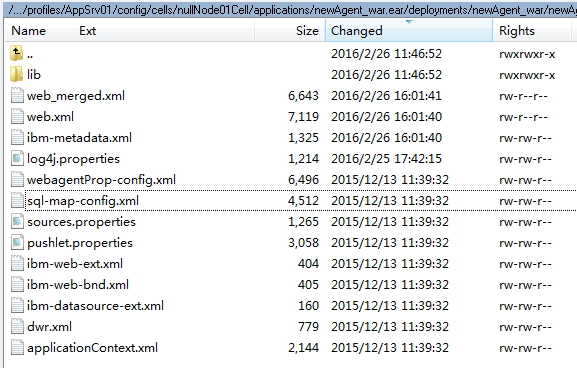 /.../profiles/AppSrv01/config/cells/nullNode01Cell/applications/newAgent_war.ear/deployments/newAgent_war/newA
Name Ext Size Changed Rights
.. 2016/2/26 11:46:52 rwxrwxr-x
lib 2016/2/26 11:46:52 rwxrwxr-x
web_merged.xml 6,643 2016/2/26 16:01:41 rw-r--r--
web.xml 7,119 2016/2/26 16:01:40 rw-r--r--
ibm-metadata.xml 1,325 2016/2/26 16:01:40 rw-rw-r--
log4j.properties 1,214 2016/2/25 17:42:15 rw-rw-r--
webagentProp-config.xml 6,496 2015/12/13 11:39:32 rw-rw-r--
sql-map-config.xml 4,512 2015/12/13 11:39:32 rw-rw-r--
sources.properties 1,265 2015/12/13 11:39:32 rw-rw-r--
pushlet.properties 3,058 2015/12/13 11:39:32 rw-rw-r--
ibm-web-ext.xml 404 2015/12/13 11:39:32 rw-rw-r--
ibm-web-bnd.xml 405 2015/12/13 11:39:32 rw-rw-r--
ibm-datasource-ext.xml 160 2015/12/13 11:39:32 rw-rw-r--
dwr.xml 779 2015/12/13 11:39:32 rw-rw-r--
applicationContext.xml 2,144 2015/12/13 11:39:32 rw-rw-r--